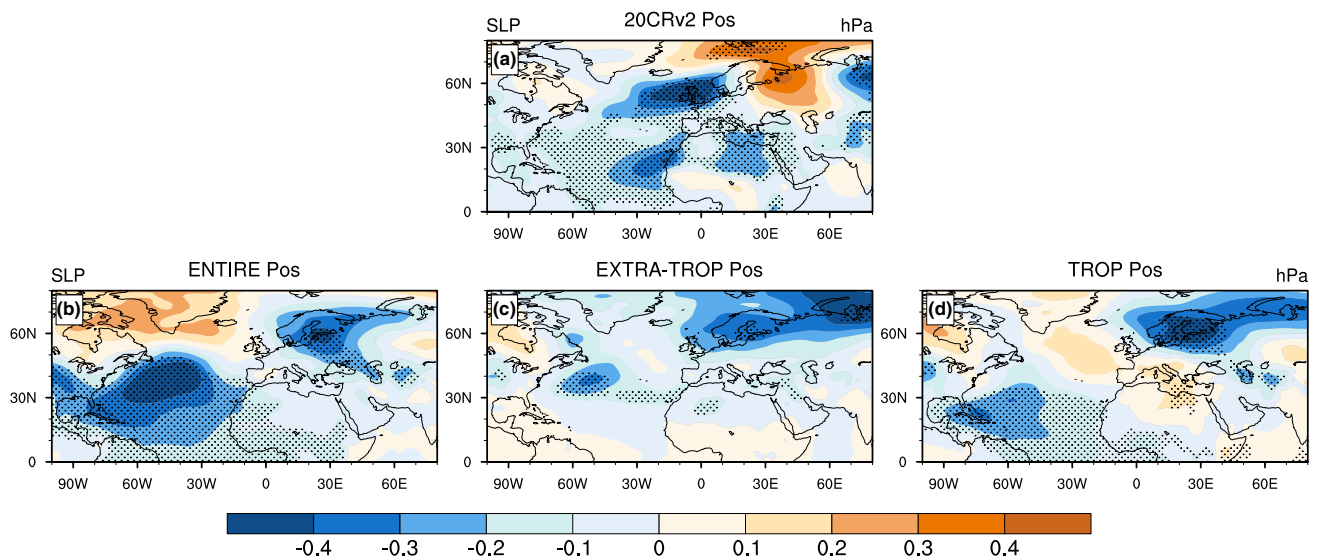 SLP 20CRv2 Pos hPa
(a)
60N
30N
0
90W 60W 30W 0 30E 60E
SLP ENTIRE Pos EXTRA-TROP Pos TROP Pos hPa
(b) (c) (d)
60N 60N 60N
30N 30N 30N
0 0 0
90W 60W 30W 0 30E 60E 90W 60W 30W 0 30E 60E 90W 60W 30W 0 30E 60E
-0.4 -0.3 -0.2 -0.1 0 0.1 0.2 0.3 0.4